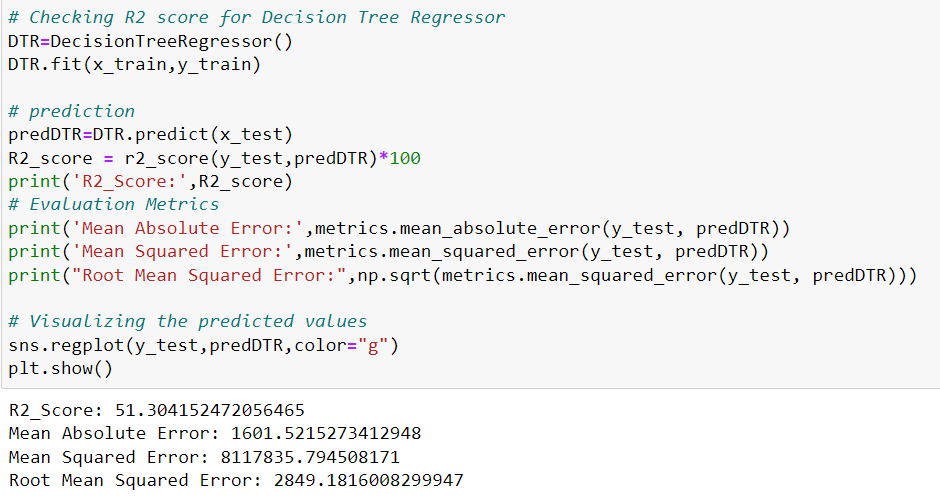 # Checking R2 score for Decision Tree Regressor
DTR=DecisionTreeRegressor()
DTR.fit(x_train,y_train)
# prediction
predDTR=DTR.predict(x_test)
R2_score = r2_score(y_test,predDTR)*100
print('R2_Score:',R2_score)
# Evaluation Metrics
print('Mean Absolute Error:',metrics.mean_absolute_error(y_test, predDTR))
print('Mean Squared Error:',metrics.mean_squared_error(y_test, predDTR))
print("Root Mean Squared Error:",np.sqrt(metrics.mean_squared_error(y_test, predDTR)))
# Visualizing the predicted values
sns.regplot(y_test,predDTR,color="g")
plt.show()
R2_Score: 51.304152472056465
Mean Absolute Error: 1601.5215273412948
Mean Squared Error: 8117835.794508171
Root Mean Squared Error: 2849.1816008299947